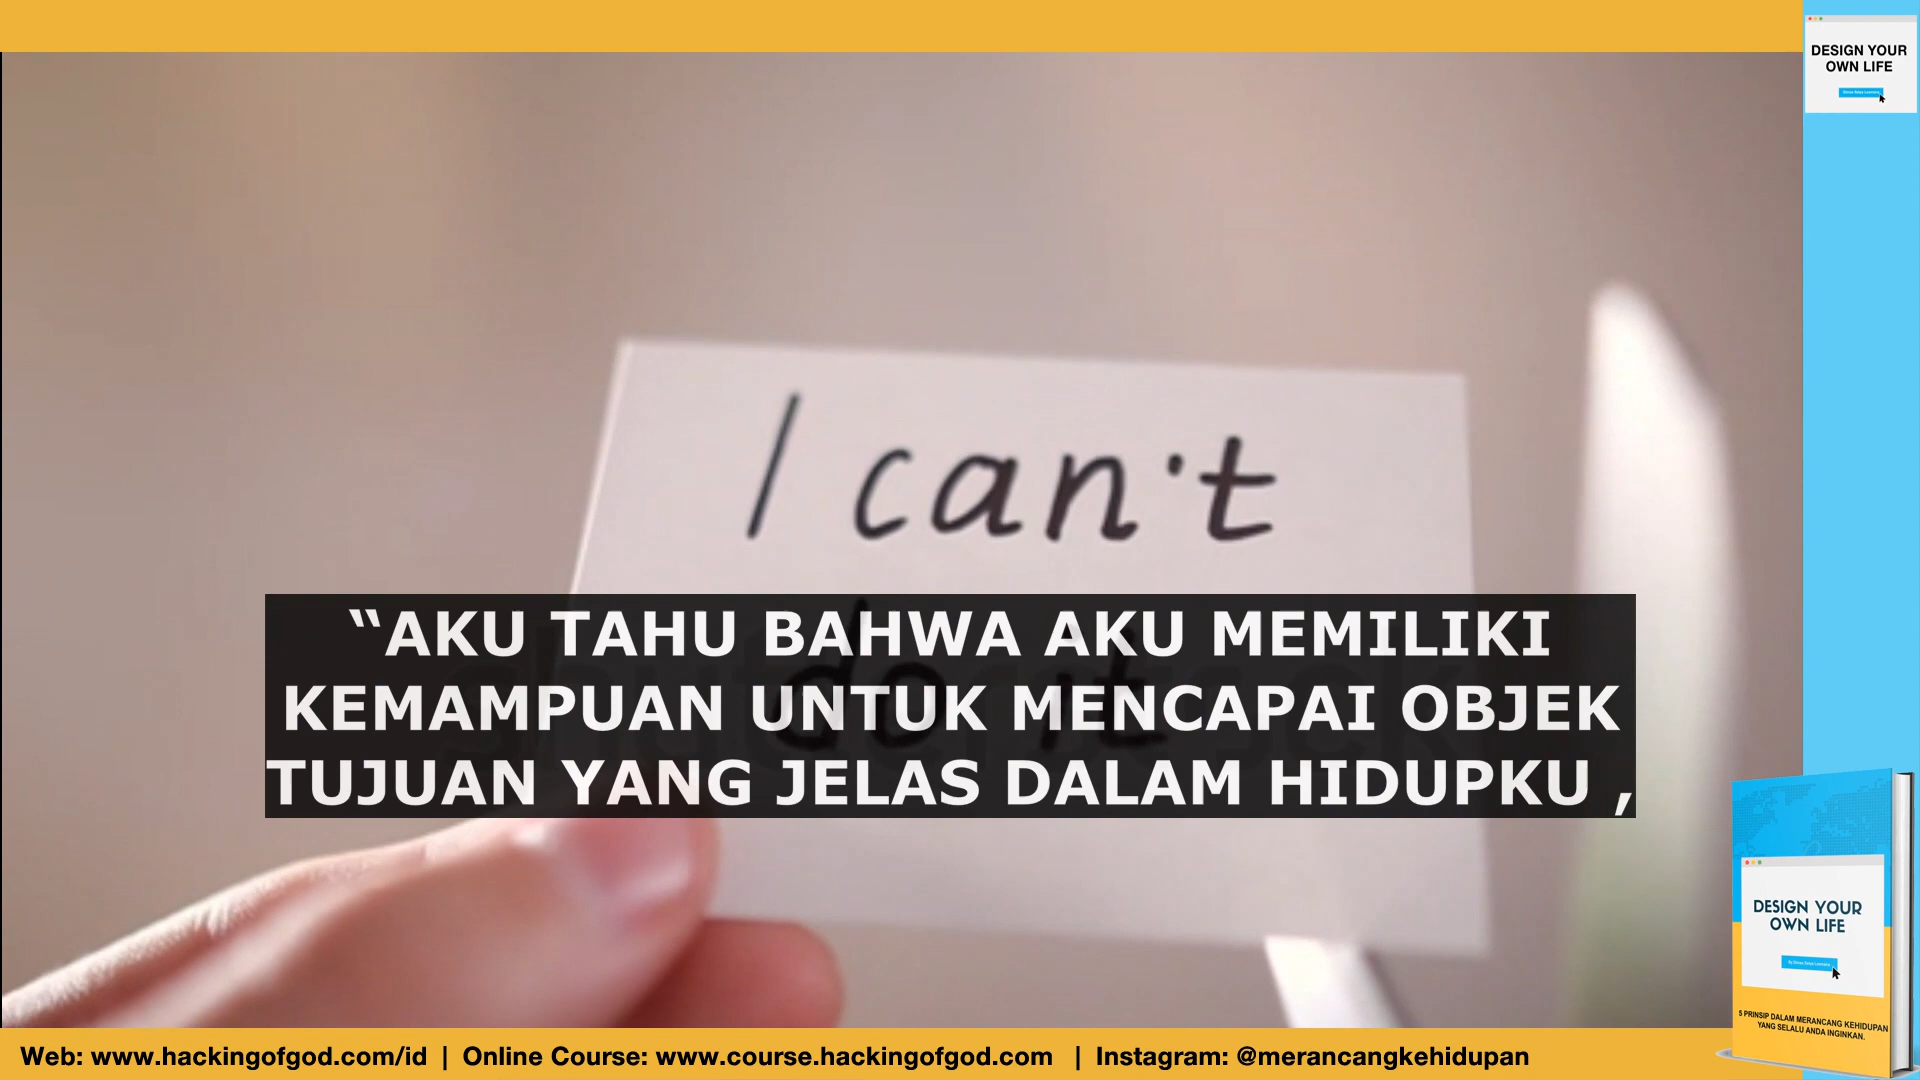 DESIGN YOUR
OWN LIFE
I can't
do it
“AKU TAHU BAHWA AKU MEMILIKI
KEMAMPUAN UNTUK MENCAPAI OBJEK
TUJUAN YANG JELAS DALAM HIDUPKU ,
DESIGN YOUR
OWN LIFE
5 PRINSIP DALAM MERANCANG KEHIDUPAN
YANG SELALU ANDA INGINKAN.
Web: www.hackingofgod.com/id | Online Course: www.course.hackingofgod.com | Instagram: @merancangkehidupan